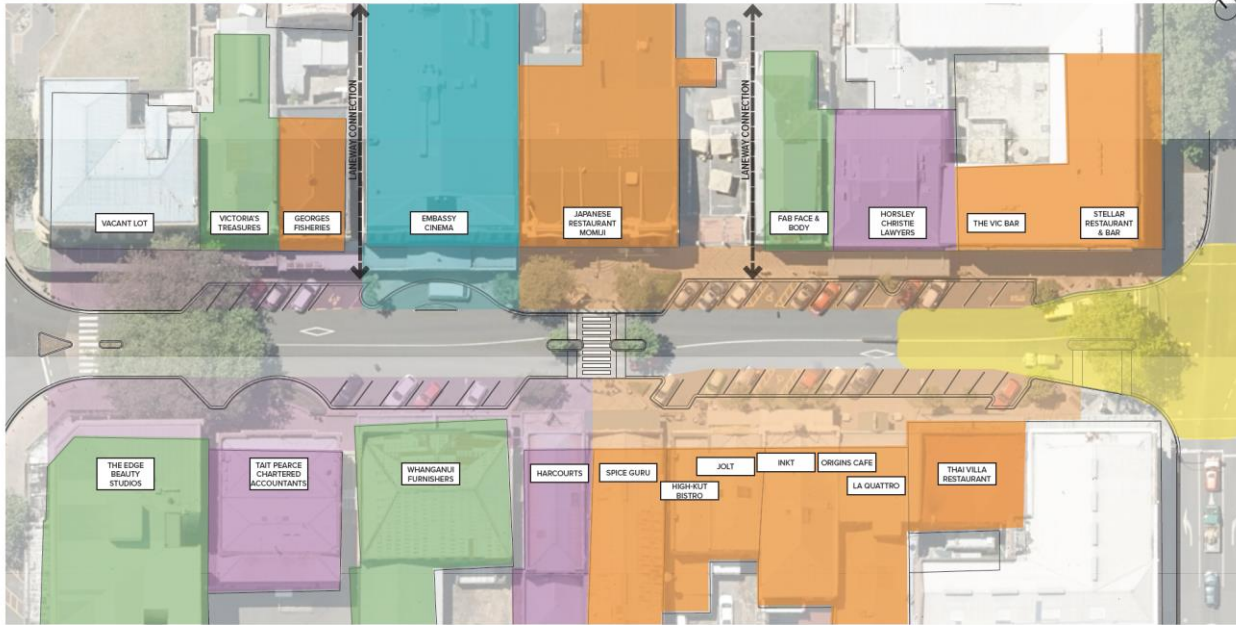 LANEWAY CONNECTION
LANEWAY CONNECTION
VACANT LOT
VICTORIA'S
TREASURES
GEORGES
FISHERIES
EMBASSY
CINEMA
JAPANESE
RESTAURANT
MOMIJI
FAB FACE &
BODY
HORSLEY
CHRISTIE
LAWYERS
THE VIC BAR
STELLAR
RESTAURANT
& BAR
THE EDGE
BEAUTY
STUDIOS
TAIT PEARCE
CHARTERED
ACCOUNTANTS
WHANGANUI
FURNISHERS
HARCOURTS
SPICE GURU
HIGH-KUT
BISTRO
JOLT
INKT
ORIGINS CAFE
LA QUATTRO
THAI VILLA
RESTAURANT